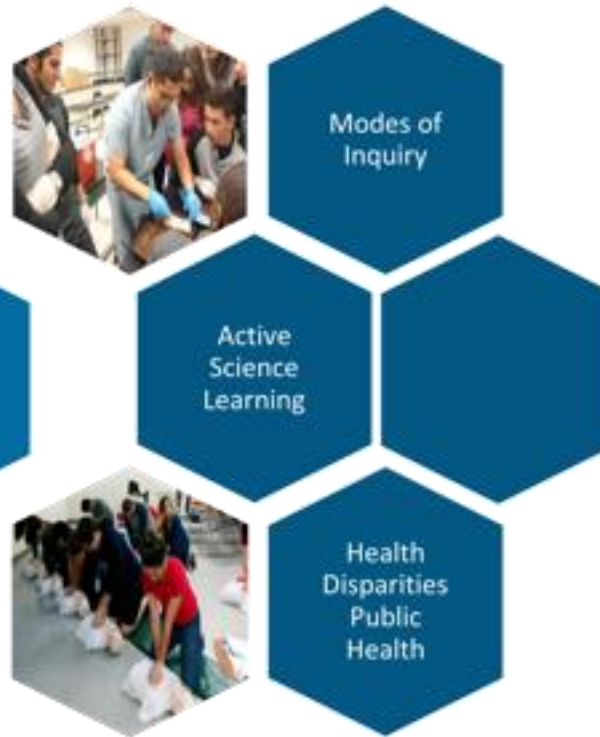 Modes of
Inquiry
Active
Science
Learning
Health
Disparities
Public
Health